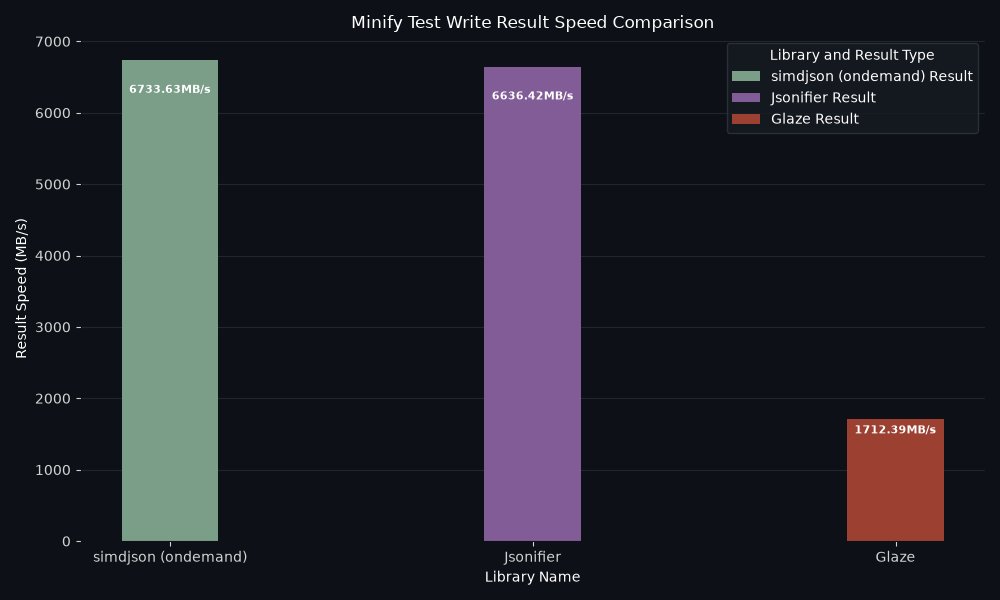 Minify Test Write Result Speed Comparison
7000
6000
5000
4000
3000
2000
1000
0
Result Speed (MB/s)
6733.63MB/s
6636.42MB/s
1712.39MB/s
Library and Result Type
simdjson (ondemand) Result
Jsonifier Result
Glaze Result
simdjson (ondemand)
Jsonifier
Glaze
Library Name